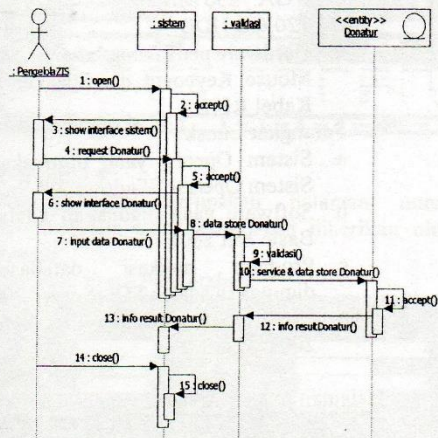 : sistem
: validasi
<<entity>>
Donatur
: PengelolaZIS
1 : open()
2 : accept()
3 : show interface sistem()
4 : request Donatur()
5 : accept()
6 : show interface Donatur()
7 : input data Donatur()
8 : data store Donatur()
9 : validasi()
10 : service & data store Donatur()
11 : accept()
12 : info resultDonatur()
13 : info result Donatur()
14 : close()
15 : close()